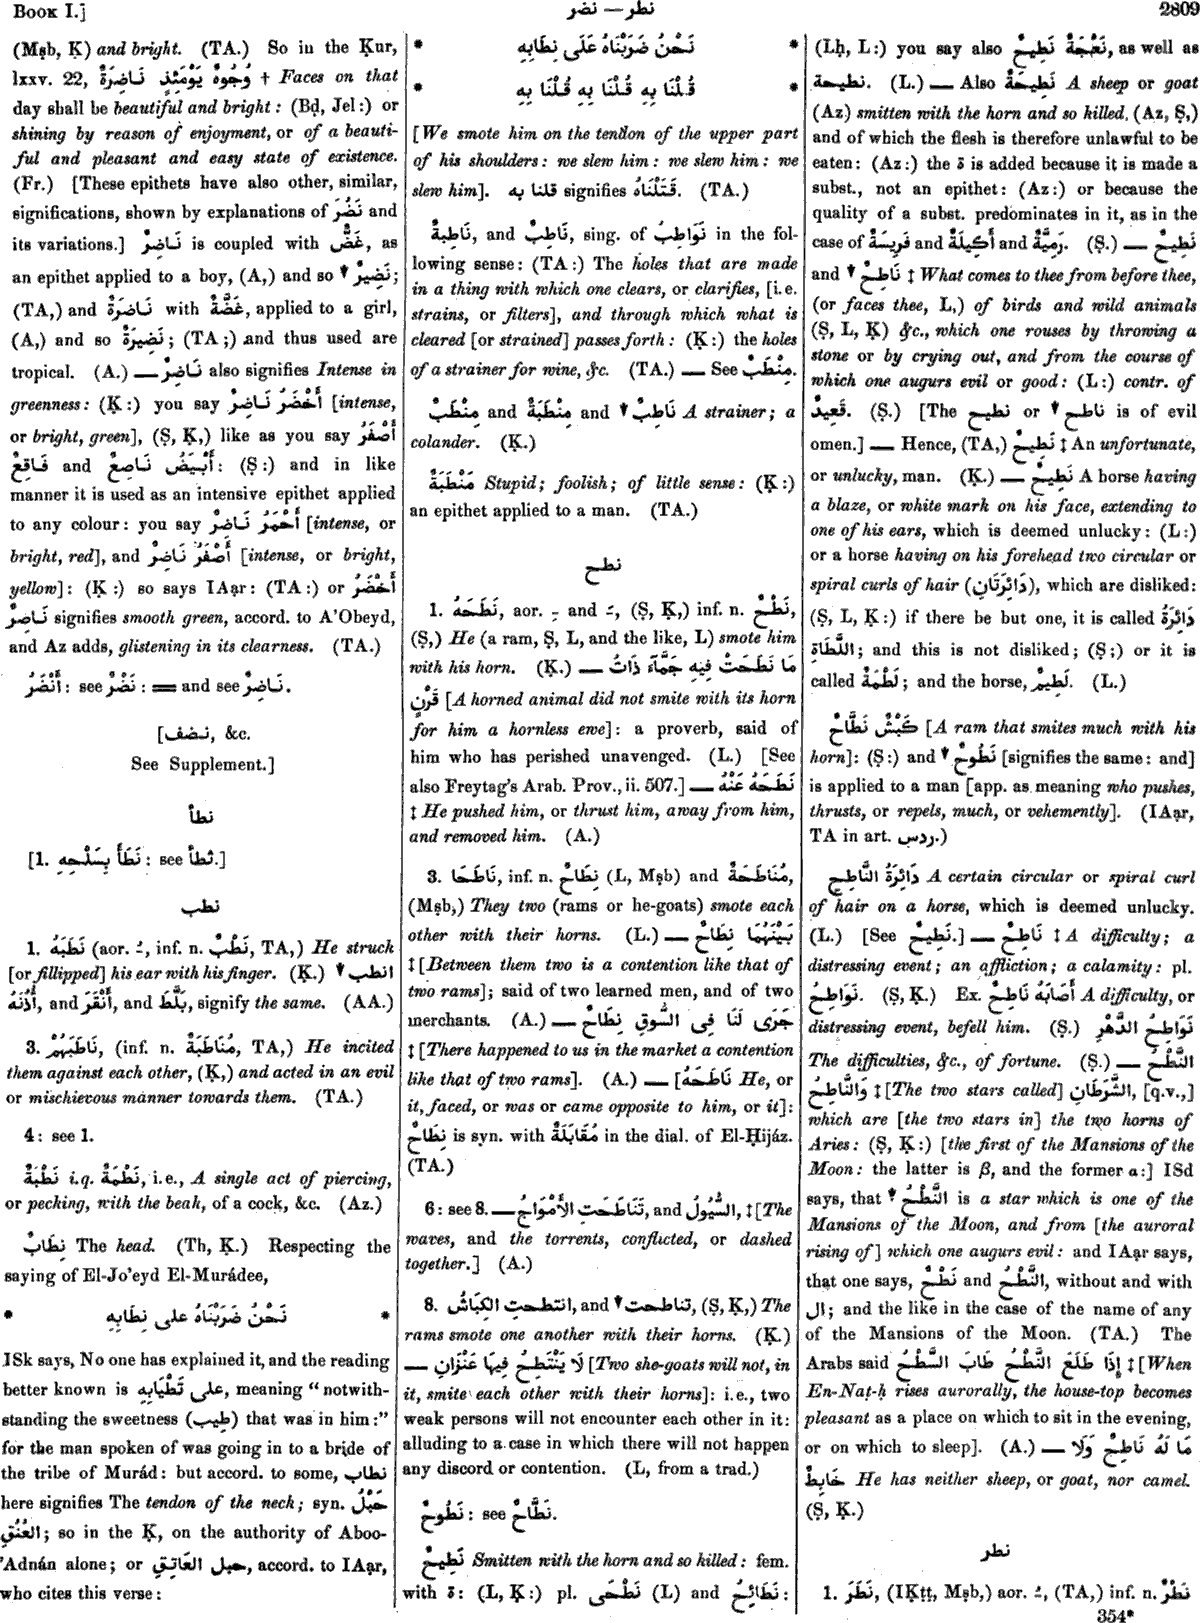 Book I.]
نطر — نضر
2809
(Mṣb, Ḳ) and bright. (TA.) So in the Ḳur,
lxxv. 22, وُجُوهٌ يَوْمَئِذٍ نَاضِرَةٌ † Faces on that
day shall be beautiful and bright: (Bḍ, Jel:) or
shining by reason of enjoyment, or of a beauti-
ful and pleasant and easy state of existence.
(Fr.) [These epithets have also other, similar,
significations, shown by explanations of نَضُرَ and
its variations.] نَاضِرٌ is coupled with غَضٌّ, as
an epithet applied to a boy, (A,) and so ▼ نَضِيرٌ;
(TA,) and نَاضِرَةٌ with غَضَّةٌ, applied to a girl,
(A,) and so نَضِيرَةٌ; (TA;) and thus used are
tropical. (A.) — نَاضِرٌ also signifies Intense in
greenness: (Ḳ:) you say أَخْضَرُ نَاضِرٌ [intense,
or bright, green], (Ṣ, Ḳ,) like as you say أَصْفَرُ
فَاقِعٌ and أَبْيَضُ نَاصِعٌ: (Ṣ:) and in like
manner it is used as an intensive epithet applied
to any colour: you say أَحْمَرُ نَاضِرٌ [intense, or
bright, red], and أَصْفَرُ نَاضِرٌ [intense, or bright,
yellow]: (Ḳ:) so says IAạr: (TA:) or أَخْضَرُ
نَاضِرٌ signifies smooth green, accord. to A'Obeyd,
and Az adds, glistening in its clearness. (TA.)
أَنْضَرُ: see نَضْرٌ: == and see نَاضِرٌ.
[نضف, &c.
See Supplement.]
نطأ
[1. نَطَأَ بِسَلْحِهِ: see ثطأ.]
نطب
1. نَطَبَهُ (aor. ـُ, inf. n. نَطْبٌ, TA,) He struck
[or fillipped] his ear with his finger. (Ḳ.) ▼ انطب
أُذُنَهُ, and أَنْقَرَ, and بَلَّطَ, signify the same. (AA.)
3. نَاطَبَهُمْ, (inf. n. مُنَاطَبَةٌ, TA,) He incited
them against each other, (Ḳ,) and acted in an evil
or mischievous manner towards them. (TA.)
4: see 1.
نَطْبَةٌ i.q. نَطْمَةٌ, i.e., A single act of piercing,
or pecking, with the beak, of a cock, &c. (Az.)
نِطَابٌ The head. (Th, Ḳ.) Respecting the
saying of El-Jo'eyd El-Murádee,
* نَحْنُ ضَرَبْنَاهُ على نِطَابِهِ *
ISk says, No one has explained it, and the reading
better known is على تَطْيَابِهِ, meaning "notwith-
standing the sweetness (طِيب) that was in him:"
for the man spoken of was going in to a bride of
the tribe of Murád: but accord. to some, نطاب
here signifies The tendon of the neck; syn. حَبْلُ
العُنُقِ; so in the Ḳ, on the authority of Aboo-
'Adnán alone; or حبل العَاتِقِ, accord. to IAạr,
who cites this verse:
* نَحْنُ ضَرَبْنَاهُ عَلَى نِطَابِهِ *
* قُلْنَا بِهِ قُلْنَا بِهِ قُلْنَا بِهِ *
[We smote him on the tendon of the upper part
of his shoulders: we slew him: we slew him: we
slew him]. قلنا به signifies قَتَلْنَاهُ. (TA.)
نَاطِبَةٌ, and نَاطِبٌ, sing. of نَوَاطِبُ in the fol-
lowing sense: (TA:) The holes that are made
in a thing with which one clears, or clarifies, [i.e.
strains, or filters], and through which what is
cleared [or strained] passes forth: (Ḳ:) the holes
of a strainer for wine, &c. (TA.) — See مِنْطَبٌ.
مِنْطَبٌ and مِنْطَبَةٌ and ▼ نَاطِبٌ A strainer; a
colander. (Ḳ.)
مَنْطَبَةٌ Stupid; foolish; of little sense: (Ḳ:)
an epithet applied to a man. (TA.)
نطح
1. نَطَحَهُ, aor. ـِ and ـَ, (Ṣ, Ḳ,) inf. n. نَطْحٌ,
(Ṣ,) He (a ram, Ṣ, L, and the like, L) smote him
with his horn. (Ḳ.) — مَا نَطَحَتْ فِيهِ جَمَّآءَ ذَاتُ
قَرْنٍ [A horned animal did not smite with its horn
for him a hornless ewe]: a proverb, said of
him who has perished unavenged. (L.) [See
also Freytag's Arab. Prov., ii. 507.] — نَطَحَهُ عَنْهُ
‡ He pushed him, or thrust him, away from him,
and removed him. (A.)
3. نَاطَحَا, inf. n. نِطَاحٌ (L, Mṣb) and مُنَاطَحَةٌ,
(Mṣb,) They two (rams or he-goats) smote each
other with their horns. (L.) — بَيْنَهُمَا نِطَاحٌ
‡ [Between them two is a contention like that of
two rams]; said of two learned men, and of two
merchants. (A.) — جَرَى لَنَا فِى السُّوقِ نِطَاحٌ
‡ [There happened to us in the market a contention
like that of two rams]. (A.) — [نَاطَحَهُ He, or
it, faced, or was or came opposite to him, or it]:
نِطَاحٌ is syn. with مُقَابَلَةٌ in the dial. of El-Ḥijáz.
(TA.)
6: see 8. — تَنَاطَحَتِ الأَمْوَاجُ, and السُّيُولُ, ‡ [The
waves, and the torrents, conflicted, or dashed
together.] (A.)
8. انتطحتِ الكِبَاشُ, and ▼ تناطحت, (Ṣ, Ḳ,) The
rams smote one another with their horns. (Ḳ.)
— لَا يَنْتَطِحُ فِيهَا عَنْزَانِ [Two she-goats will not, in
it, smite each other with their horns]: i.e., two
weak persons will not encounter each other in it:
alluding to a case in which there will not happen
any discord or contention. (L, from a trad.)
نَطُوحٌ: see نَطَّاحٌ.
نَطِيحٌ Smitten with the horn and so killed: fem.
with ة: (L, Ḳ:) pl. نَطْحَى (L) and نَطَائِحُ:
(Lḥ, L:) you say also نَعْجَةٌ نَطِيحٌ, as well as
نطيحة. (L.) — Also نَطِيحَةٌ A sheep or goat
(Az) smitten with the horn and so killed, (Az, Ṣ,)
and of which the flesh is therefore unlawful to be
eaten: (Az:) the ة is added because it is made a
subst., not an epithet: (Az:) or because the
quality of a subst. predominates in it, as in the
case of فَرِيسَةٌ and أَكِيلَةٌ and رَمِيَّةٌ. (Ṣ.) — نَطِيحٌ
and ▼ نَاطِحٌ ‡ What comes to thee from before thee,
(or faces thee, L,) of birds and wild animals
(Ṣ, L, Ḳ) &c., which one rouses by throwing a
stone or by crying out, and from the course of
which one augurs evil or good: (L:) contr. of
قَعِيدٌ. (Ṣ.) [The نطيح or ▼ ناطح is of evil
omen.] — Hence, (TA,) نَطِيحٌ ‡ An unfortunate,
or unlucky, man. (Ḳ.) — نَطِيحٌ A horse having
a blaze, or white mark on his face, extending to
one of his ears, which is deemed unlucky: (L:)
or a horse having on his forehead two circular or
spiral curls of hair (دَائِرَتَانِ), which are disliked:
(Ṣ, L, Ḳ:) if there be but one, it is called دَائِرَةُ
اللَّطَاةِ; and this is not disliked; (Ṣ;) or it is
called لَطْمَةٌ; and the horse, لَطِيمٌ. (L.)
كَبْشٌ نَطَّاحٌ [A ram that smites much with his
horn]: (Ṣ:) and ▼ نَطُوحٌ [signifies the same: and]
is applied to a man [app. as meaning who pushes,
thrusts, or repels, much, or vehemently]. (IAạr,
TA in art. ردس.)
دَائِرَةُ النَّاطِحِ A certain circular or spiral curl
of hair on a horse, which is deemed unlucky.
(L.) [See نَطِيحٌ.] — نَاطِحٌ ‡ A difficulty; a
distressing event; an affliction; a calamity: pl.
نَوَاطِحُ. (Ṣ, Ḳ.) Ex. أَصَابَهُ نَاطِحٌ A difficulty, or
distressing event, befell him. (Ṣ.) نَوَاطِحُ الدَّهْرِ
The difficulties, &c., of fortune. (Ṣ.) — النَّطْحُ
وَالنَّاطِحُ ‡ [The two stars called] الشَّرَطَانِ, [q.v.,]
which are [the two stars in] the two horns of
Aries: (Ṣ, Ḳ:) [the first of the Mansions of the
Moon: the latter is β, and the former α:] ISd
says, that ▼ النَّطْحُ is a star which is one of the
Mansions of the Moon, and from [the auroral
rising of] which one augurs evil: and IAạr says,
that one says, نَطْحٌ and النَّطْحُ, without and with
ال; and the like in the case of the name of any
of the Mansions of the Moon. (TA.) The
Arabs said إِذَا طَلَعَ النَّطْحُ طَابَ السَّطْحُ ‡ [When
En-Naṭ-ḥ rises aurorally, the house-top becomes
pleasant as a place on which to sit in the evening,
or on which to sleep]. (A.) — مَا لَهُ نَاطِحٌ وَلَا
خَابِطٌ He has neither sheep, or goat, nor camel.
(Ṣ, Ḳ.)
نطر
1. نَطَرَ, (IḲṭṭ, Mṣb,) aor. ـُ, (TA,) inf. n. نَطْرٌ
354*